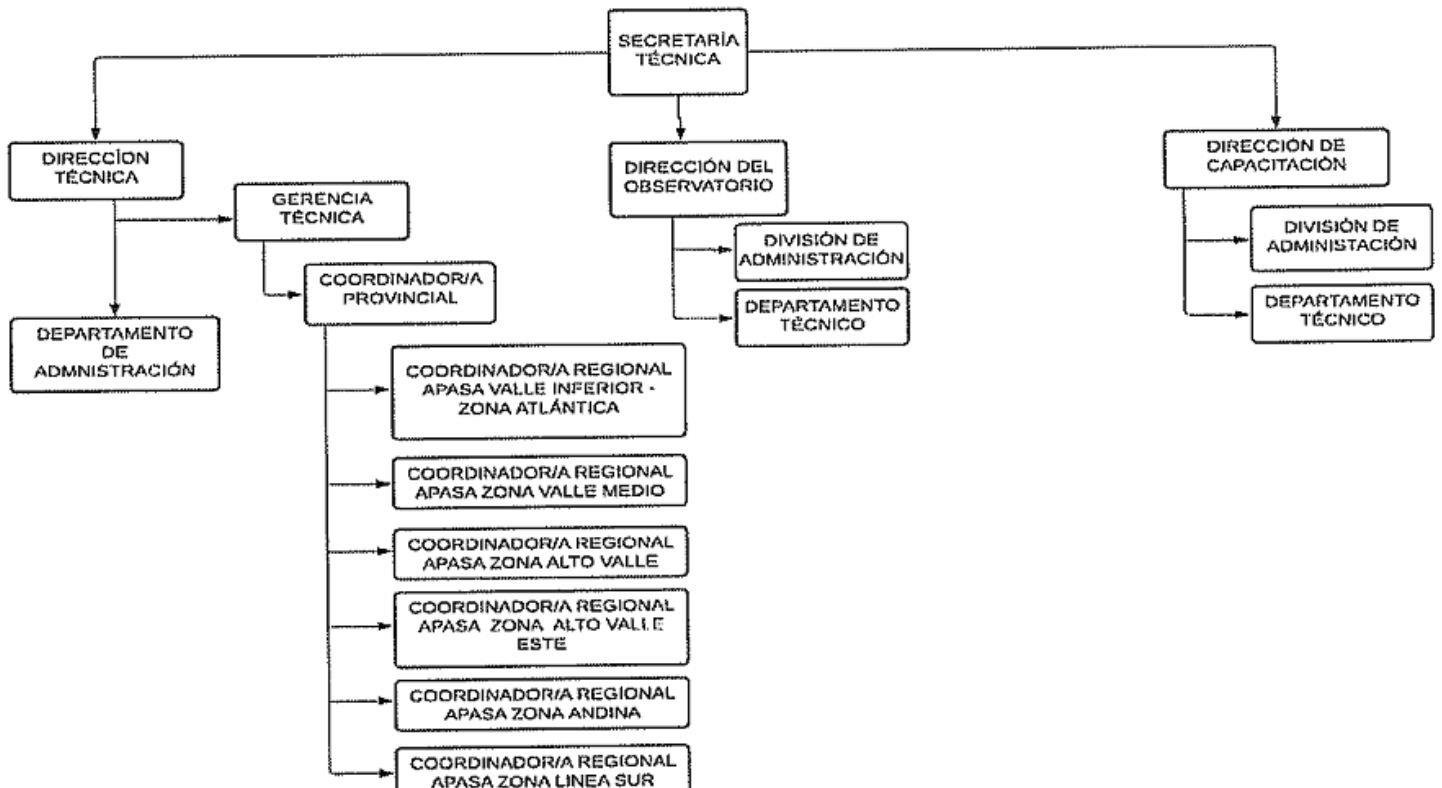 SECRETARÍA
TÉCNICA
DIRECCÍON
TÉCNICA
DIRECCIÓN DEL
OBSERVATORIO
DIRECCIÓN DE
CAPACITACIÓN
GERENCIA
TÉCNICA
DIVISIÓN DE
ADMINISTRACIÓN
DIVISIÓN DE
ADMINISTACIÓN
COORDINADOR/A
PROVINCIAL
DEPARTAMENTO
TÉCNICO
DEPARTAMENTO
TÉCNICO
DEPARTAMENTO
DE
ADMNISTRACIÓN
COORDINADOR/A REGIONAL
APASA VALLE INFERIOR -
ZONA ATLÁNTICA
COORDINADOR/A REGIONAL
APASA ZONA VALLE MEDIO
COORDINADOR/A REGIONAL
APASA ZONA ALTO VALLE
COORDINADOR/A REGIONAL
APASA ZONA ALTO VALLE
ESTE
COORDINADOR/A REGIONAL
APASA ZONA ANDINA
COORDINADOR/A REGIONAL
APASA ZONA LINEA SUR